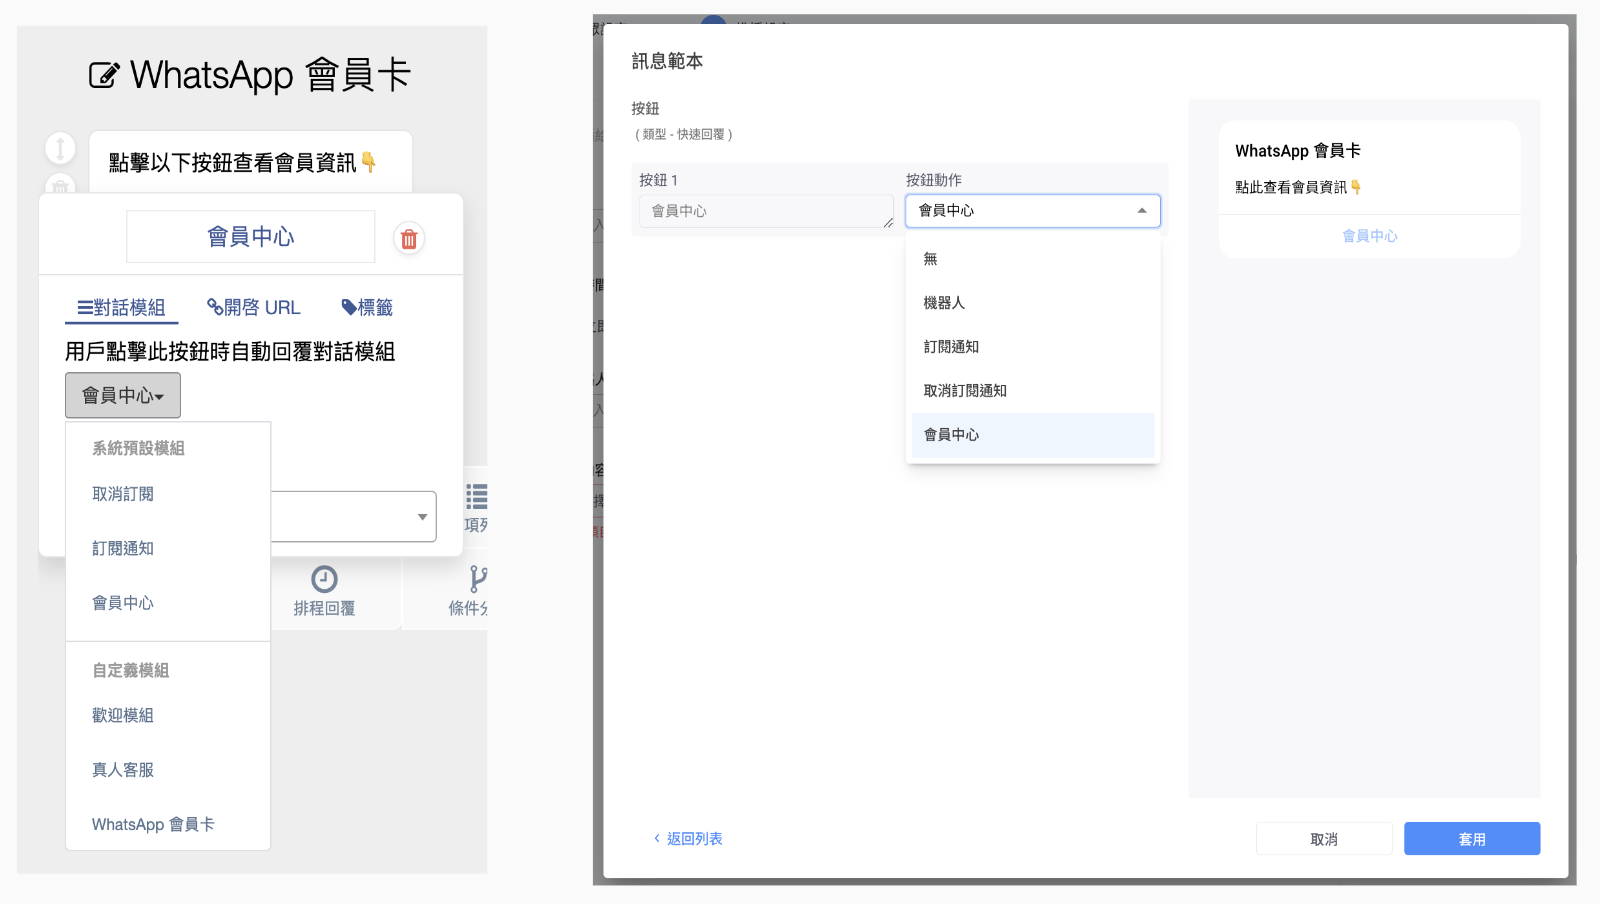 WhatsApp 會員卡
點擊以下按鈕查看會員資訊👇
會員中心
對話模組
開啓 URL
標籤
用戶點擊此按鈕時自動回覆對話模組
會員中心
系統預設模組
取消訂閱
訂閱通知
會員中心
自定義模組
歡迎模組
真人客服
WhatsApp 會員卡
項列
排程回覆
條件分
訊息範本
按鈕
( 類型 - 快速回覆 )
按鈕 1
按鈕動作
會員中心
會員中心
無
機器人
訂閱通知
取消訂閱通知
會員中心
WhatsApp 會員卡
點此查看會員資訊👇
會員中心
返回列表
取消
套用